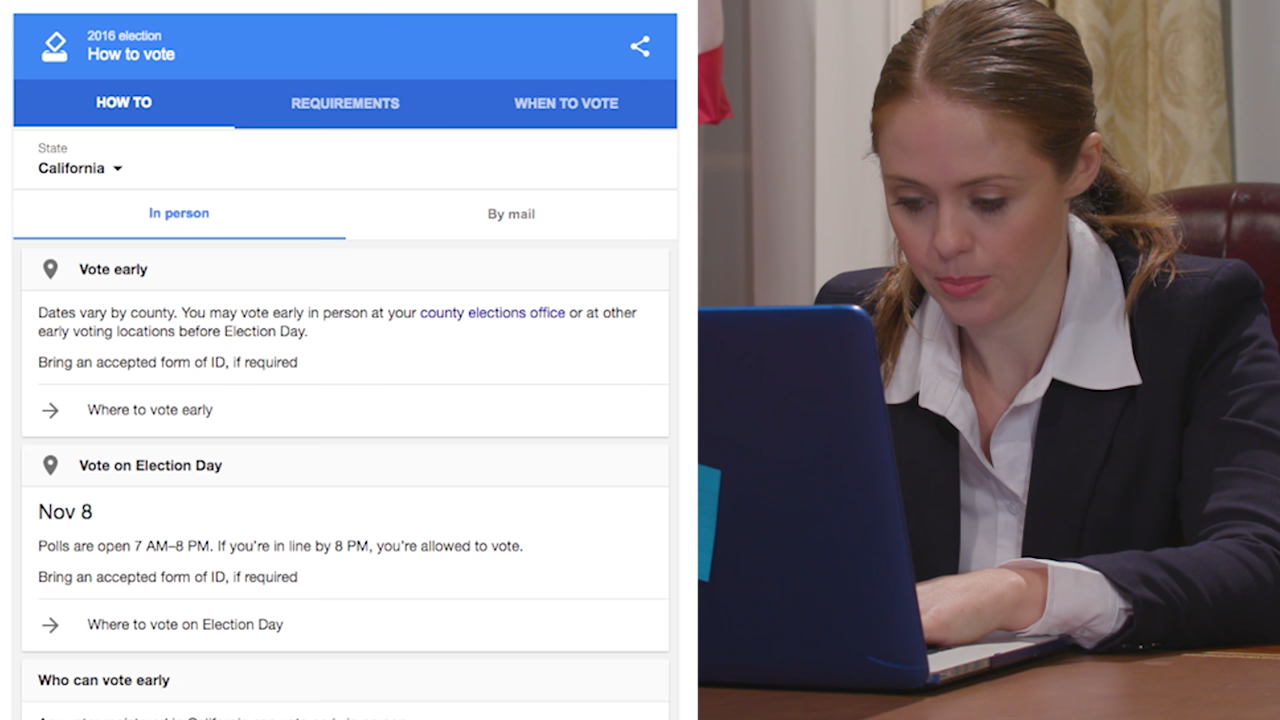 2016 election
How to vote
HOW TO
REQUIREMENTS
WHEN TO VOTE
State
California
In person
By mail
Vote early
Dates vary by county. You may vote early in person at your county elections office or at other
early voting locations before Election Day.
Bring an accepted form of ID, if required
Where to vote early
Vote on Election Day
Nov 8
Polls are open 7 AM–8 PM. If you're in line by 8 PM, you're allowed to vote.
Bring an accepted form of ID, if required
Where to vote on Election Day
Who can vote early